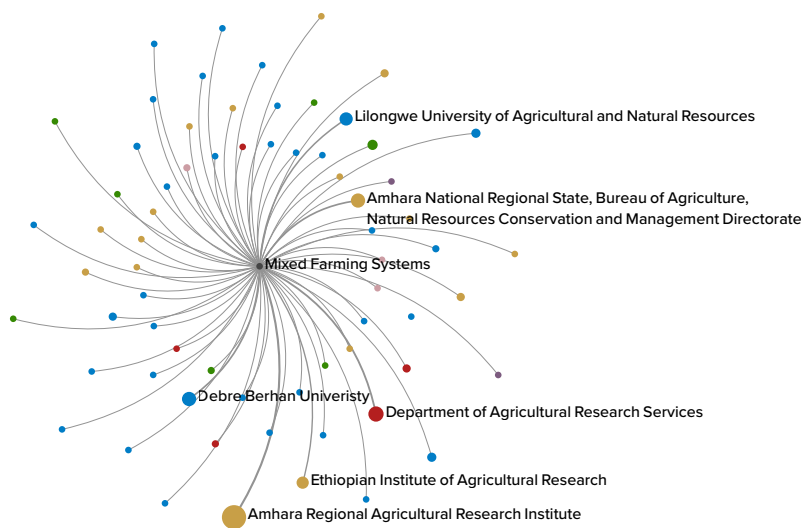 Lilongwe University of Agricultural and Natural Resources
Amhara National Regional State, Bureau of Agriculture,
Natural Resources Conservation and Management Directorate
Mixed Farming Systems
Debre Berhan Univeristy
Department of Agricultural Research Services
Ethiopian Institute of Agricultural Research
Amhara Regional Agricultural Research Institute